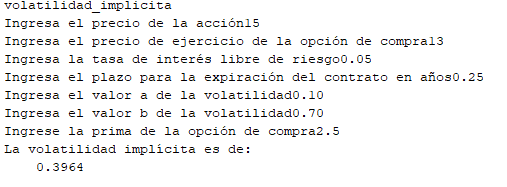 volatilidad_implicita
Ingresa el precio de la acción15
Ingresa el precio de ejercicio de la opción de compra13
Ingresa la tasa de interés libre de riesgo0.05
Ingresa el plazo para la expiración del contrato en años0.25
Ingresa el valor a de la volatilidad0.10
Ingresa el valor b de la volatilidad0.70
Ingrese la prima de la opción de compra2.5
La volatilidad implícita es de:
0.3964